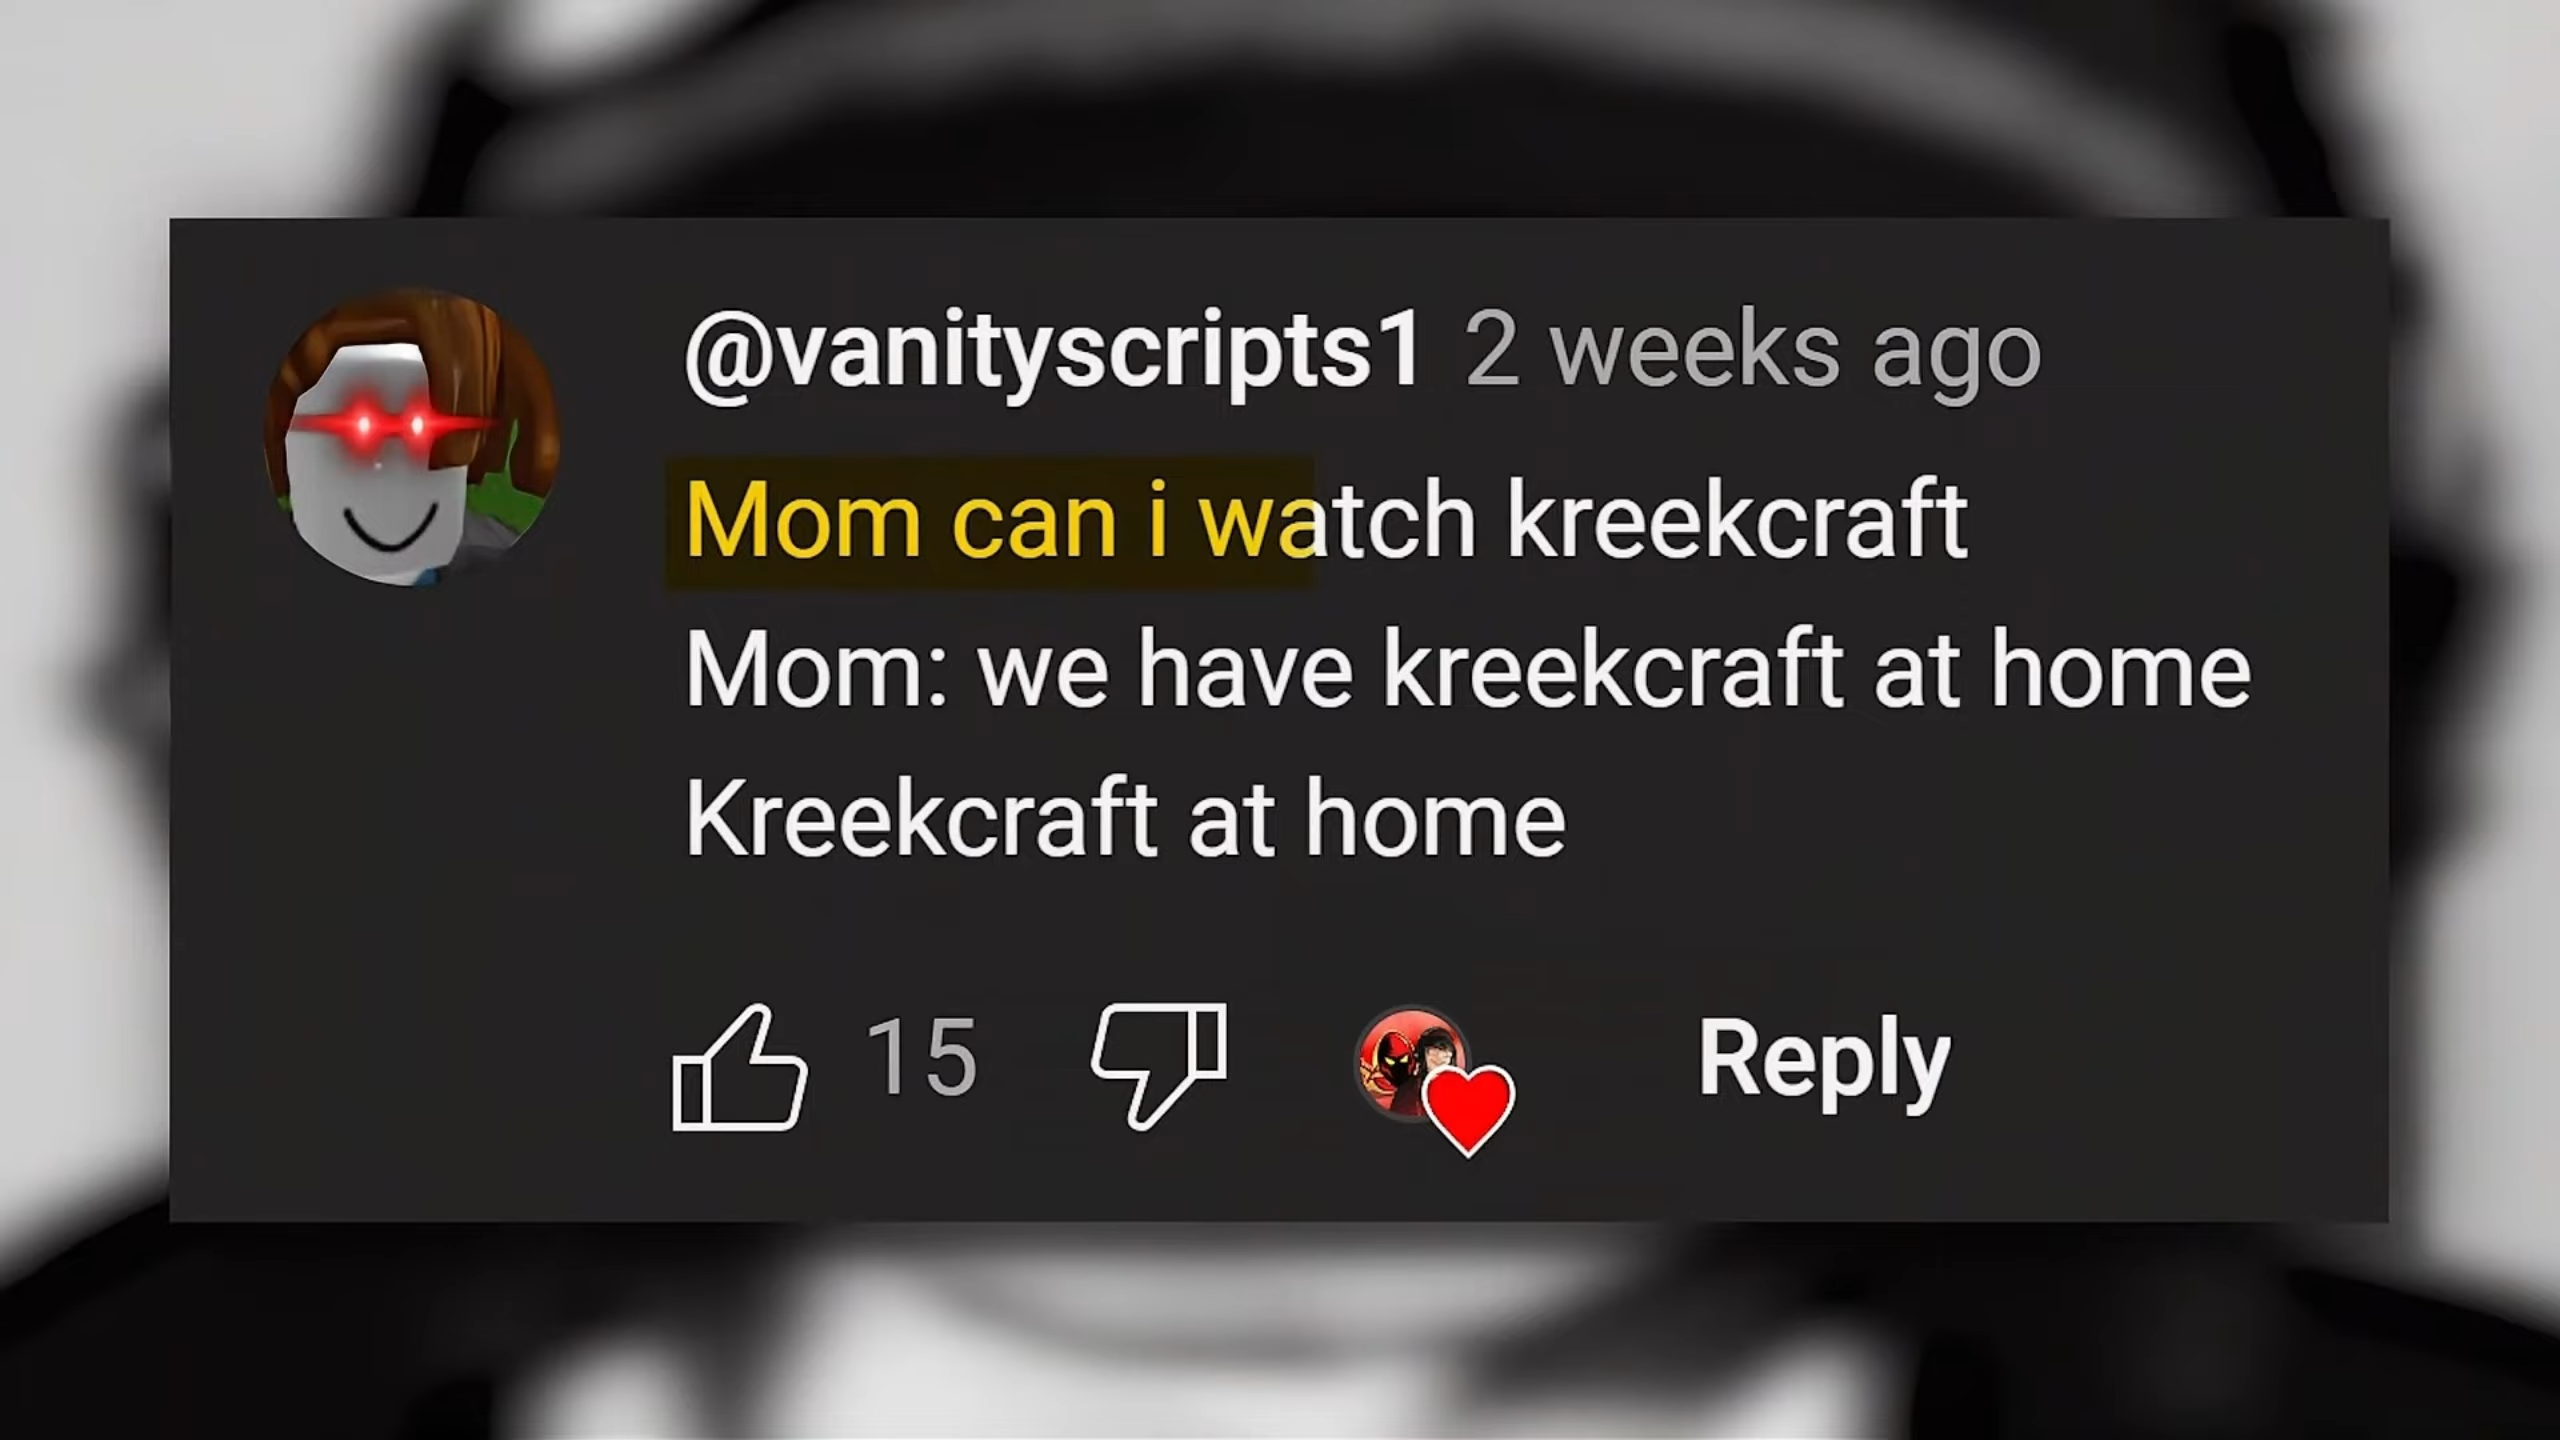 @vanityscripts1 2 weeks ago
Mom can i watch kreekcraft
Mom: we have kreekcraft at home
Kreekcraft at home
15 Reply